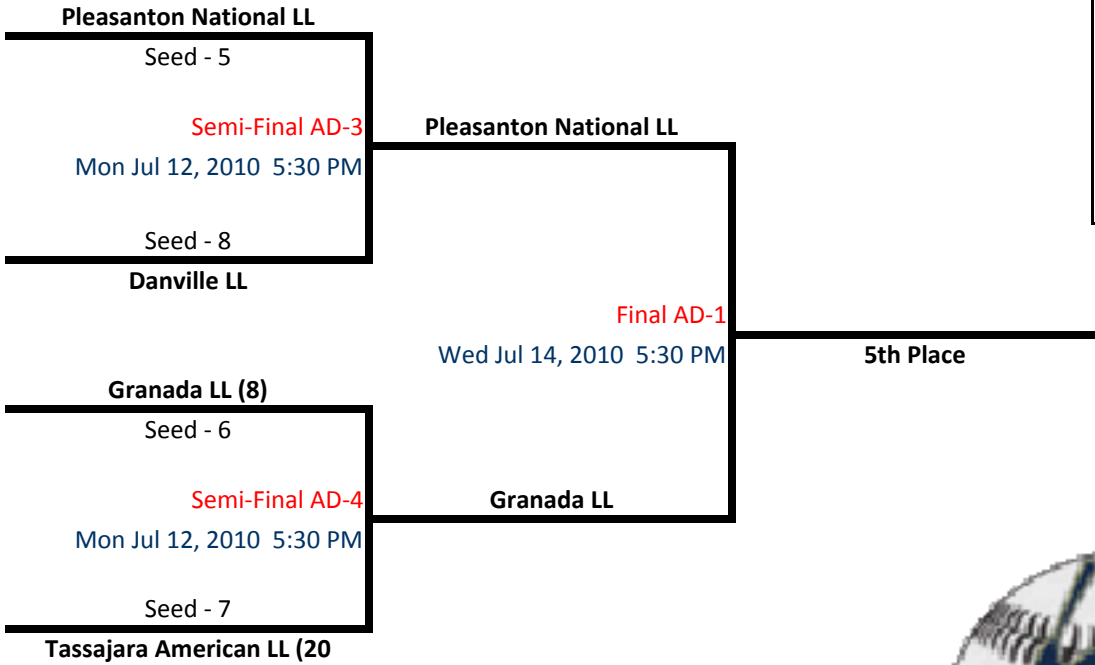 Pleasanton National LL
Seed - 5
Semi-Final AD-3
Pleasanton National LL
Mon Jul 12, 2010 5:30 PM
Seed - 8
Danville LL
Final AD-1
Wed Jul 14, 2010 5:30 PM
5th Place
Granada LL (8)
Seed - 6
Semi-Final AD-4
Granada LL
Mon Jul 12, 2010 5:30 PM
Seed - 7
Tassajara American LL (20